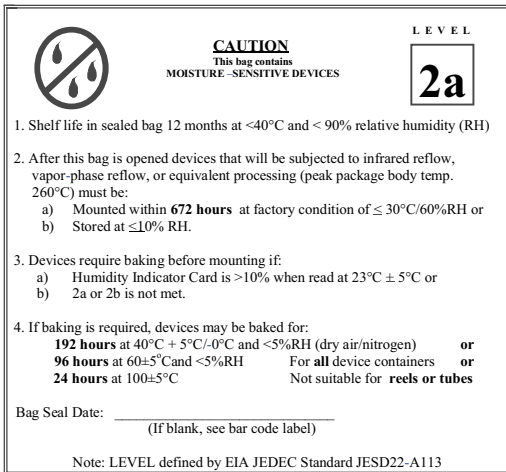 LEVEL
CAUTION
This bag contains
MOISTURE –SENSITIVE DEVICES
2a
1. Shelf life in sealed bag 12 months at <40°C and < 90% relative humidity (RH)
2. After this bag is opened devices that will be subjected to infrared reflow,
vapor-phase reflow, or equivalent processing (peak package body temp.
260°C) must be:
a) Mounted within 672 hours at factory condition of ≤ 30°C/60%RH or
b) Stored at ≤10% RH.
3. Devices require baking before mounting if:
a) Humidity Indicator Card is >10% when read at 23°C ± 5°C or
b) 2a or 2b is not met.
4. If baking is required, devices may be baked for:
192 hours at 40°C + 5°C/-0°C and <5%RH (dry air/nitrogen) or
96 hours at 60±5°Cand <5%RH For all device containers or
24 hours at 100±5°C Not suitable for reels or tubes
Bag Seal Date: ______________________________
(If blank, see bar code label)
Note: LEVEL defined by EIA JEDEC Standard JESD22-A113